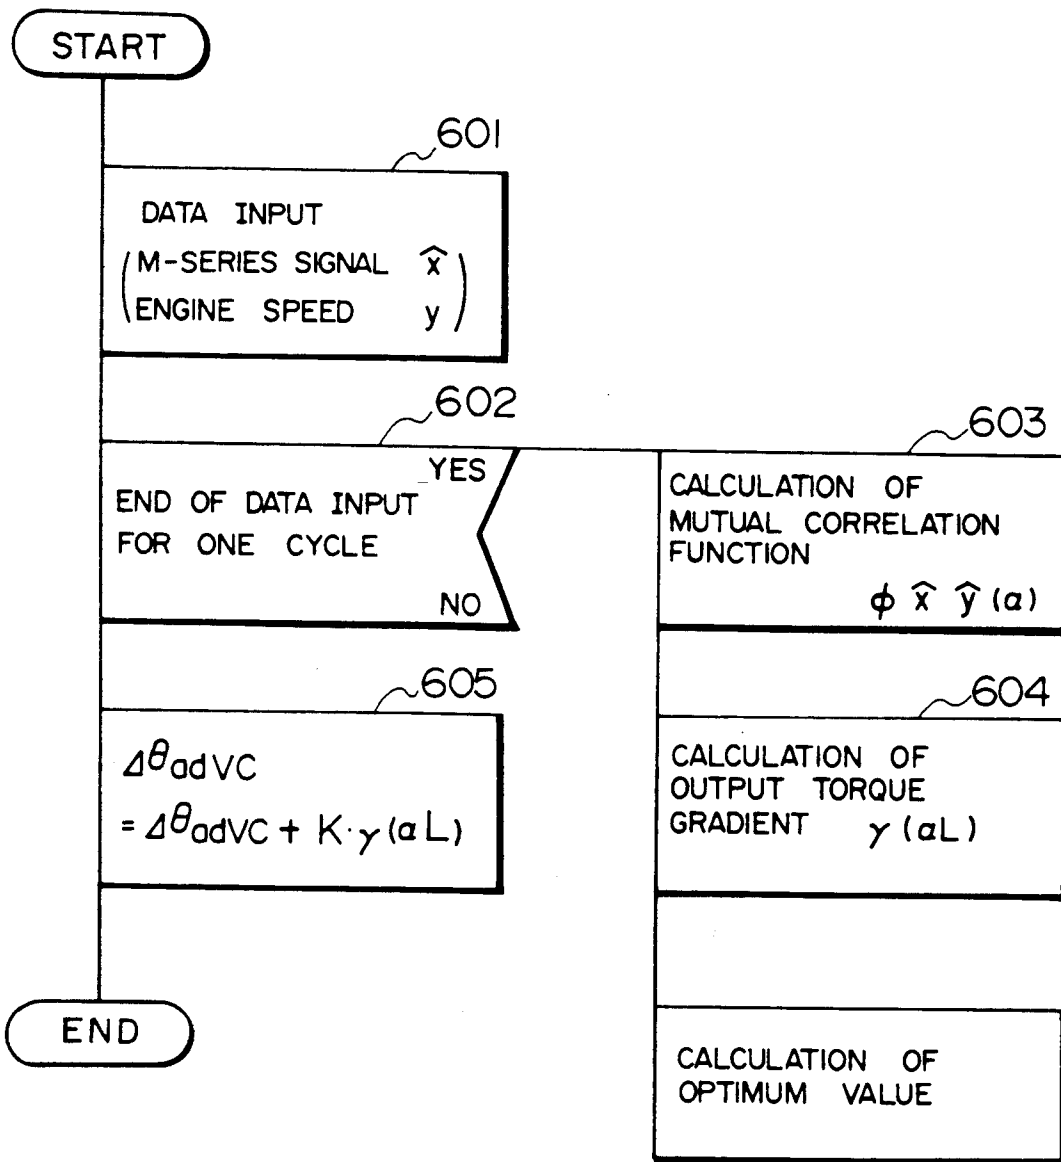 START
601
DATA INPUT
(M-SERIES SIGNAL x̂
ENGINE SPEED y)
602
YES
END OF DATA INPUT
FOR ONE CYCLE
NO
603
CALCULATION OF
MUTUAL CORRELATION
FUNCTION
ϕ x̂ ŷ (α)
604
CALCULATION OF
OUTPUT TORQUE
GRADIENT γ (αL)
CALCULATION OF
OPTIMUM VALUE
605
ΔθadVC
= ΔθadVC + K·γ(αL)
END